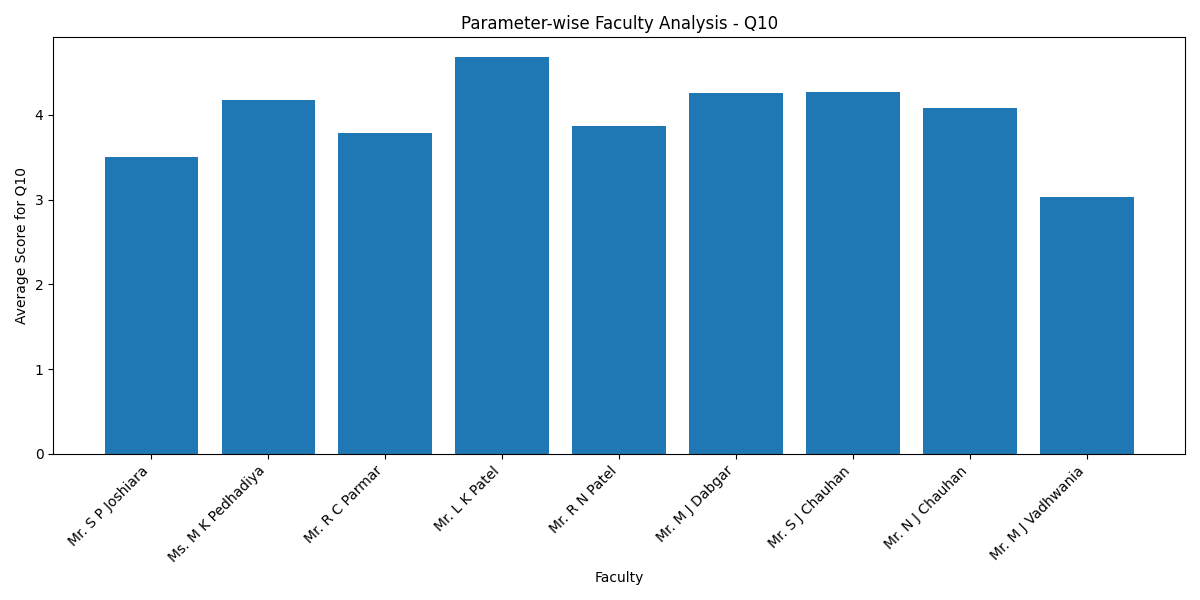 Parameter-wise Faculty Analysis - Q10
Average Score for Q10
4
3
2
1
0
Mr. S P Joshiara
Ms. M K Pedhadiya
Mr. R C Parmar
Mr. L K Patel
Mr. R N Patel
Mr. M J Dabgar
Mr. S J Chauhan
Mr. N J Chauhan
Mr. M J Vadhwania
Faculty